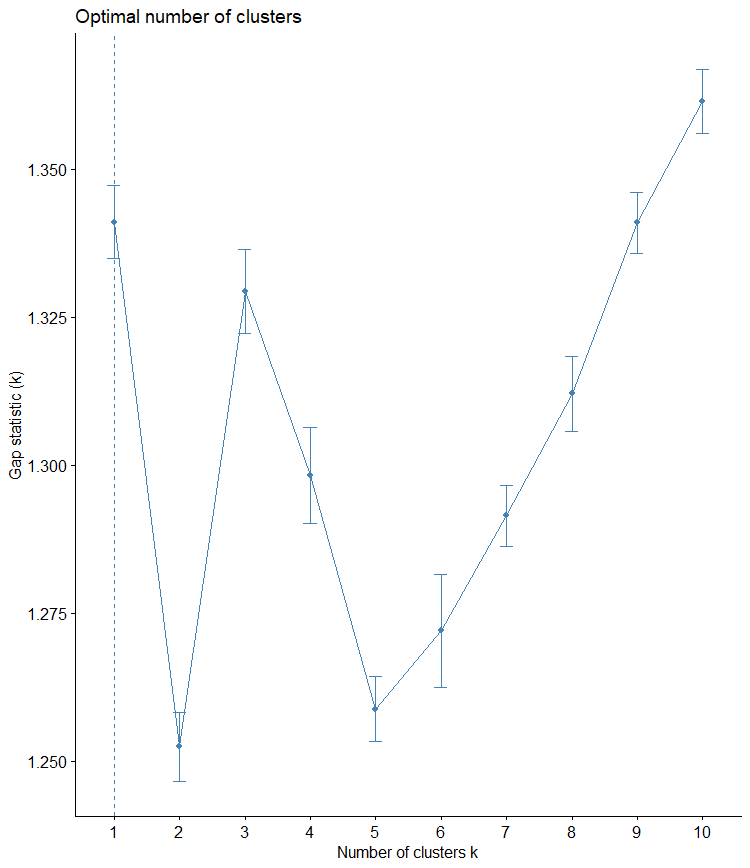 Optimal number of clusters
Gap statistic (k)
1.350
1.325
1.300
1.275
1.250
1 2 3 4 5 6 7 8 9 10
Number of clusters k